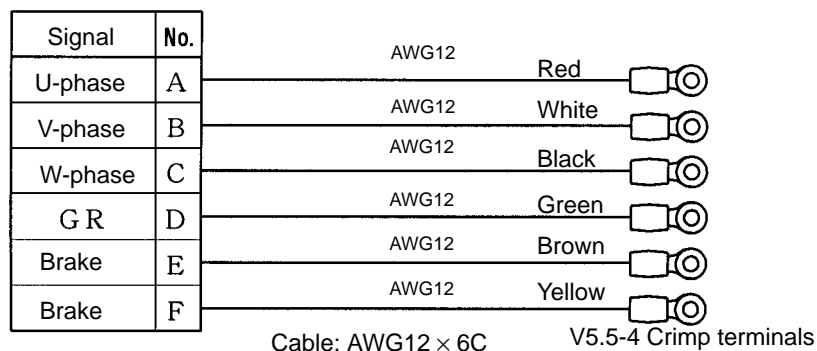 Signal No.
AWG12
U-phase A Red
AWG12
V-phase B White
AWG12
W-phase C Black
AWG12
G R D Green
AWG12
Brake E Brown
AWG12
Brake F Yellow
Cable: AWG12 × 6C V5.5-4 Crimp terminals